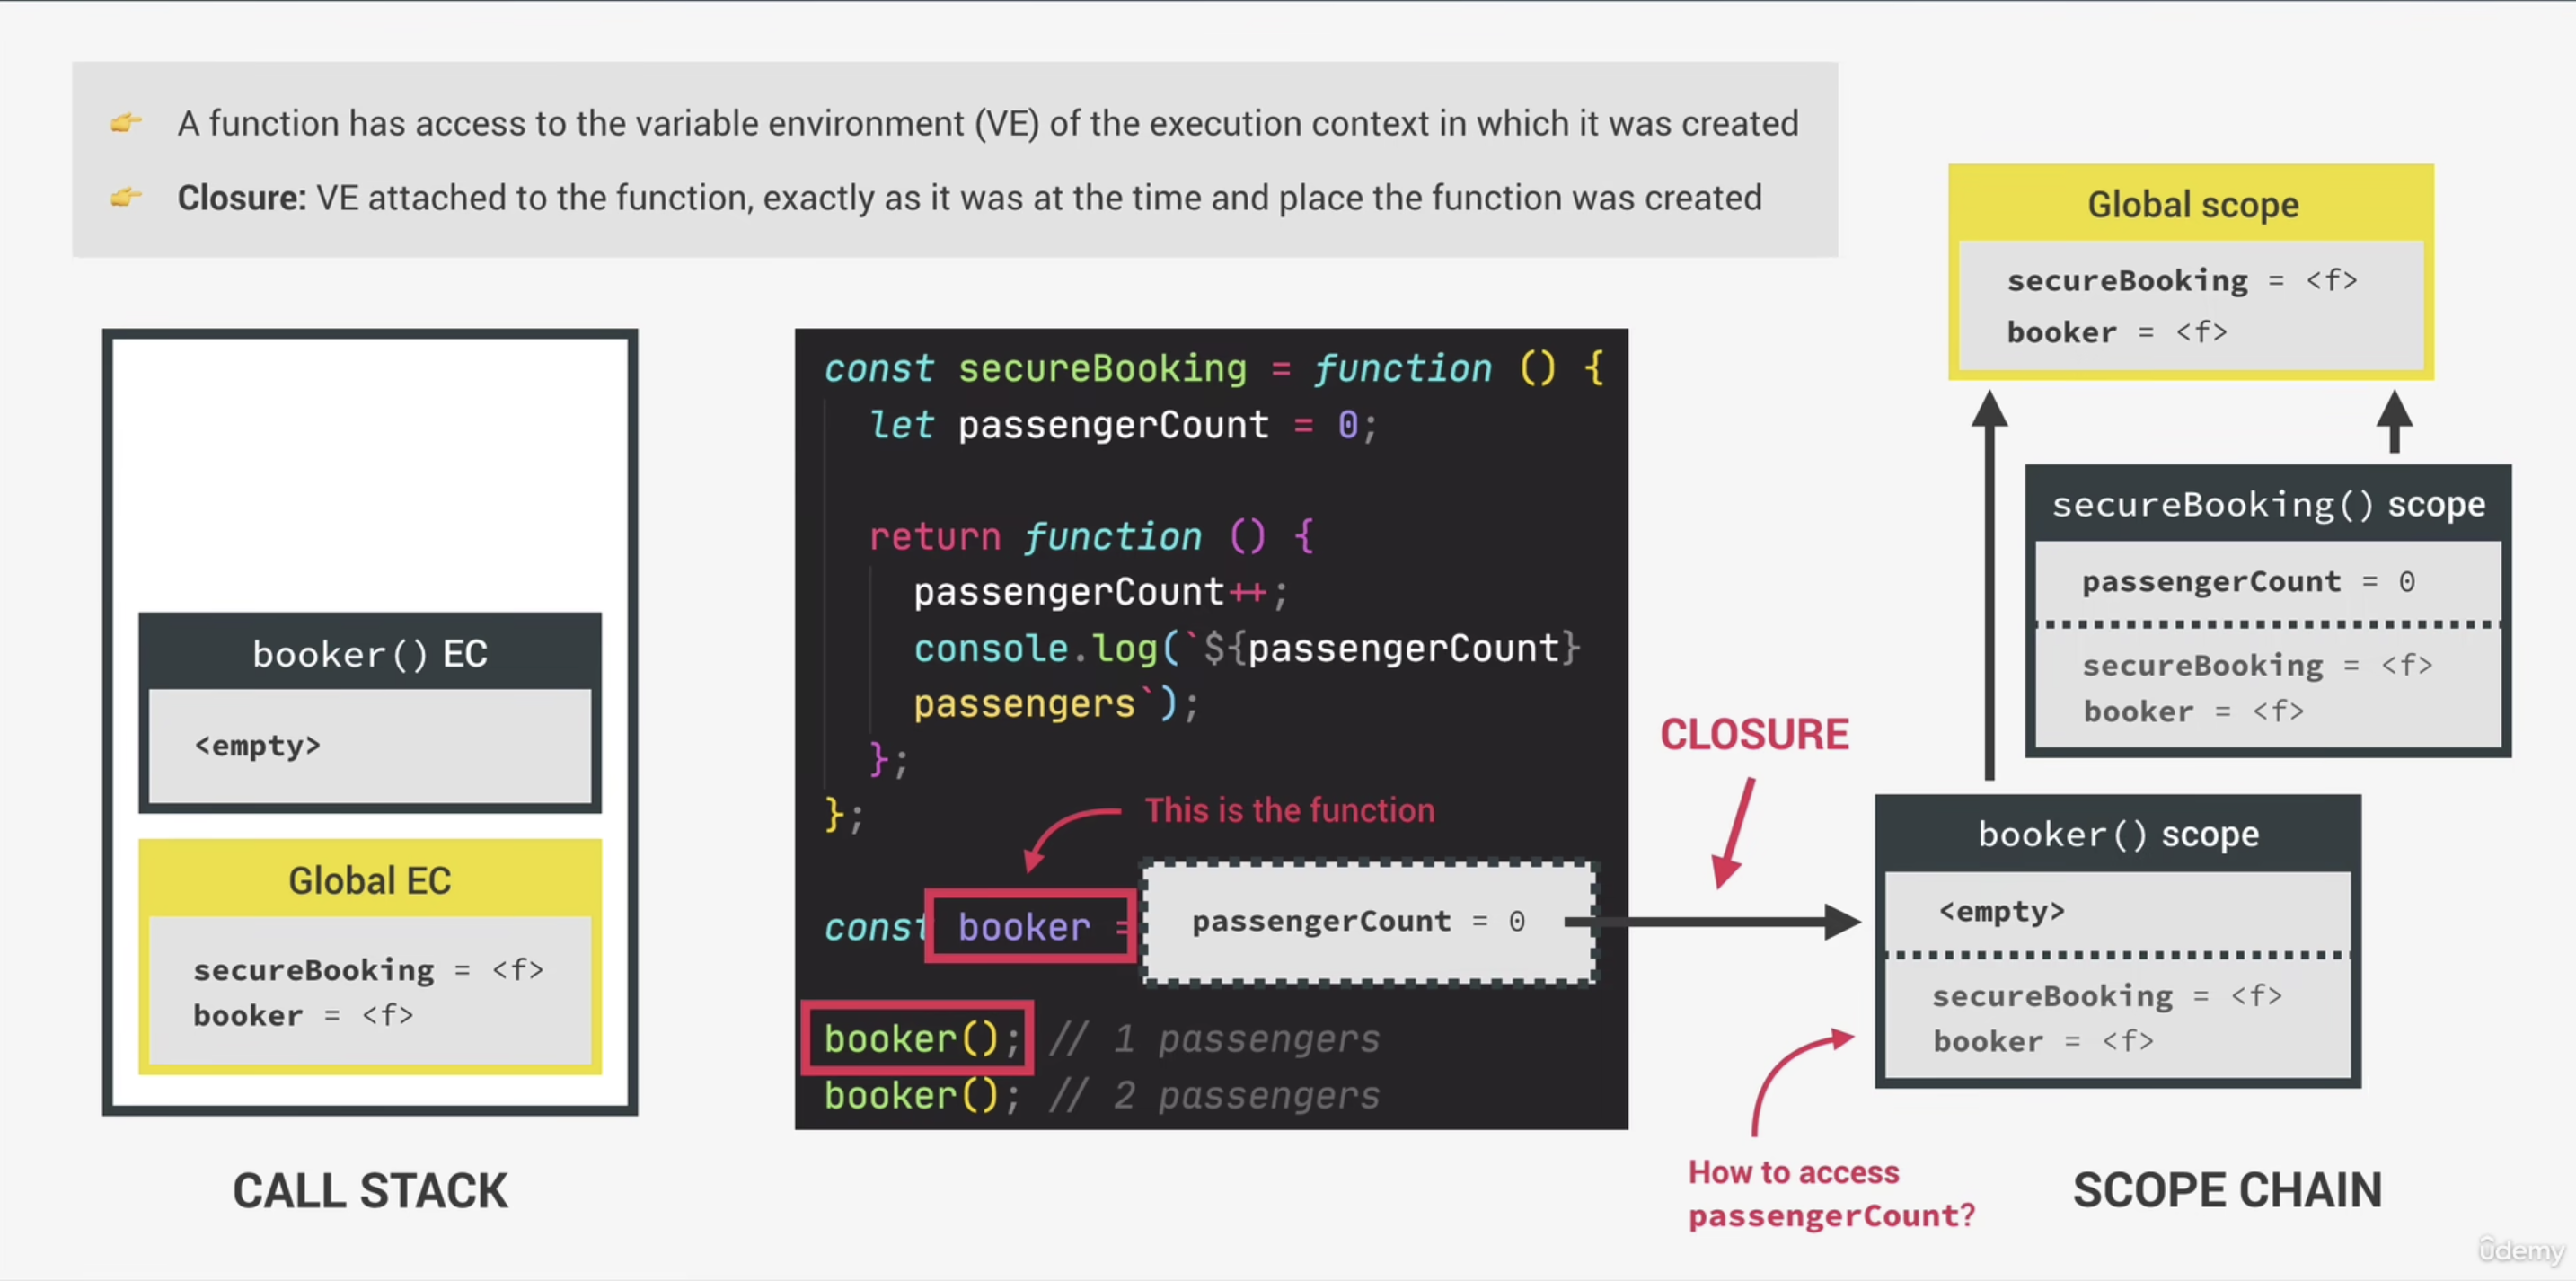 👉 A function has access to the variable environment (VE) of the execution context in which it was created
👉 Closure: VE attached to the function, exactly as it was at the time and place the function was created
booker() EC
<empty>
Global EC
secureBooking = <f>
booker = <f>
CALL STACK
const secureBooking = function () {
let passengerCount = 0;
return function () {
passengerCount++;
console.log(`${passengerCount}
passengers`);
};
};
This is the function
const booker =
passengerCount = 0
booker(); // 1 passengers
booker(); // 2 passengers
CLOSURE
Global scope
secureBooking = <f>
booker = <f>
secureBooking() scope
passengerCount = 0
secureBooking = <f>
booker = <f>
booker() scope
<empty>
secureBooking = <f>
booker = <f>
How to access
passengerCount?
SCOPE CHAIN
ûdemy